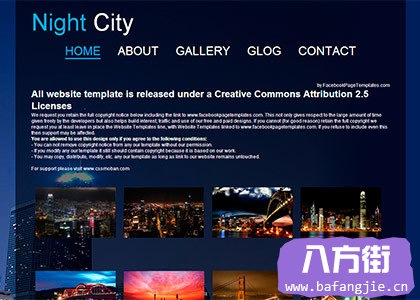 Night City
HOME ABOUT GALLERY GLOG CONTACT
by FacebookPageTemplates.com
All website template is released under a Creative Commons Attribution 2.5
Licenses
We request you retain the full copyright notice below including the link to www.facebookpagetemplates.com. This not only gives respect to the large amount of time
given freely by the developers but also helps build interest, traffic and use of our free and paid designs. If you cannot (for good reason) retain the full copyright we
request you at least leave in place the Website Templates line, with Website Templates linked to www.facebookpagetemplates.com. If you refuse to include even this
then support may be affected.
You are allowed to use this design only if you agree to the following conditions:
- You can not remove copyright notice from any our template without our permission.
- If you modify any our template it still should contain copyright because it is based on our work.
- You may copy, distribute, modify, etc. any our template as long as link to our website remains untouched.
For support please visit www.cssmoban.com
八方街
www.bafangjie.cn